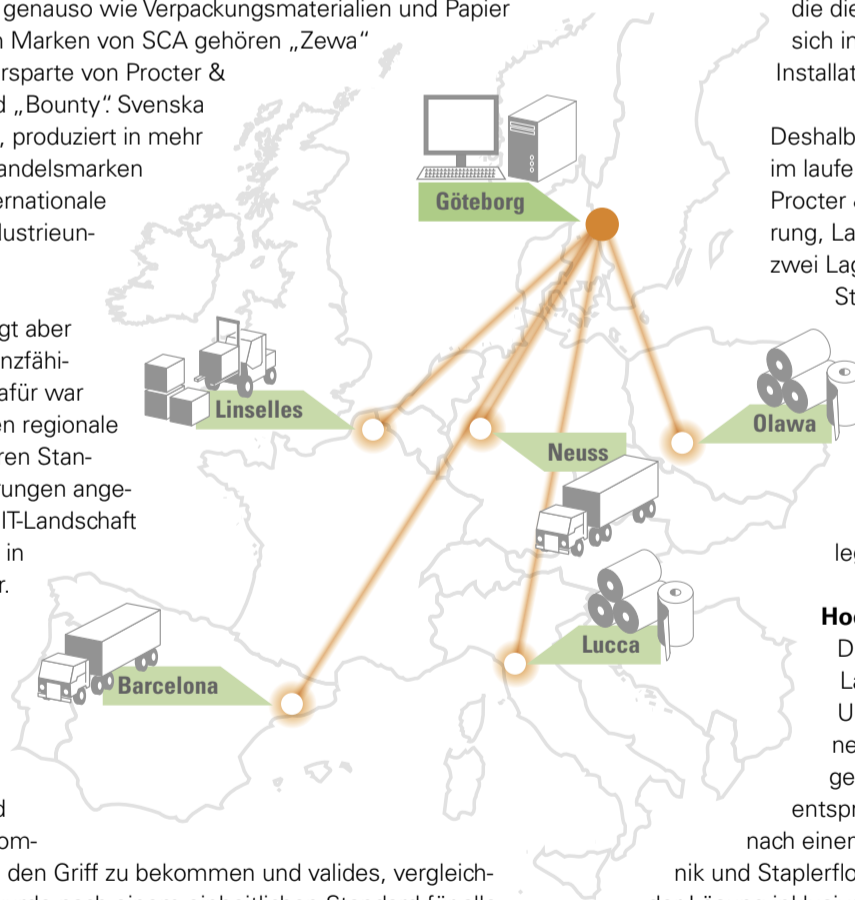 genauso wie Verpackungsmaterialien und Papier
Marken von SCA gehören „Zewa“
rsparte von Procter &
„Bounty“. Svenska
, produziert in mehr
andelsmarken
ernationale
dustrieun-
gt aber
nzfähi-
afür war
en regionale
ren Stan-
rungen ange-
IT-Landschaft
in
r.
Göteborg
Linselles
Neuss
Olawa
Lucca
Barcelona
om-
den Griff zu bekommen und valides, vergleich-
die die
sich in
Installat
Deshalb
im laufe
Procter
rung, La
zwei Lag
St
leg
Hoc
D
La
U
ne
ge
entspr
nach einer
nik und Staplerflo